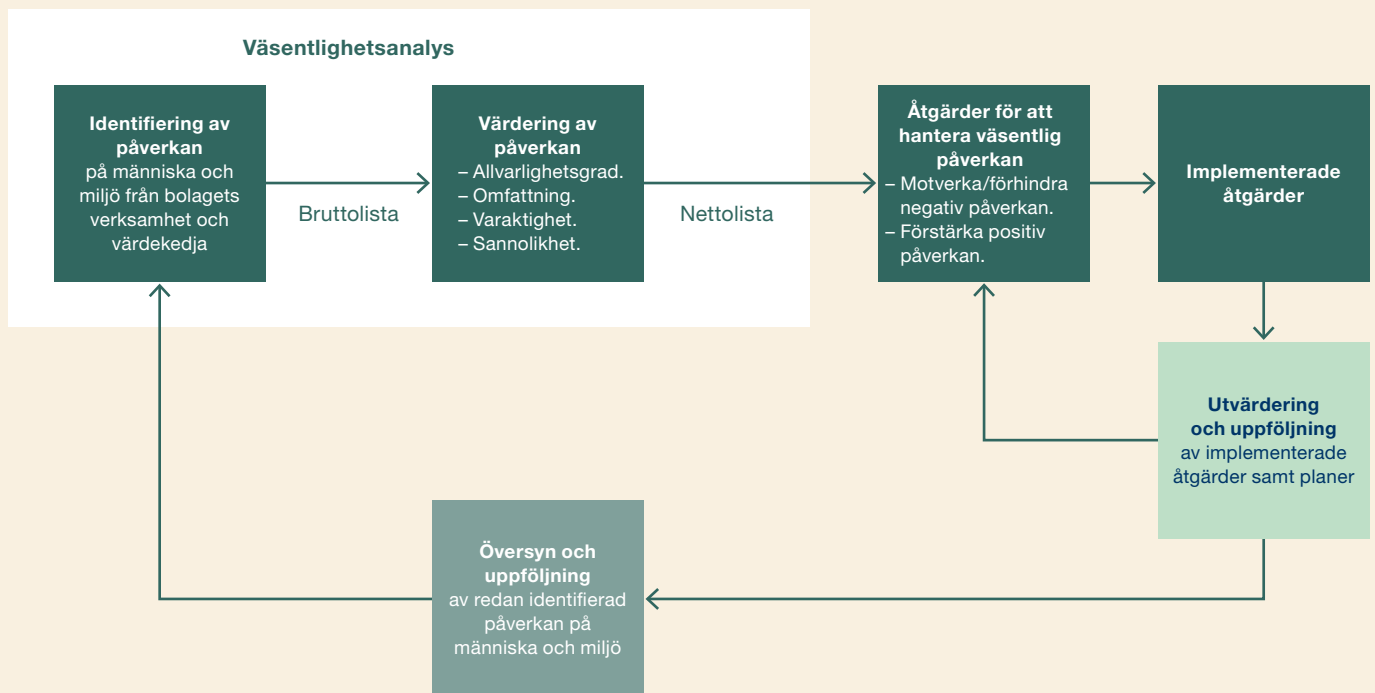 Väsentlighetsanalys
Identifiering av
påverkan
på människa och
miljö från bolagets
verksamhet och
värdekedja
Bruttolista
Värdering av
påverkan
– Allvarlighetsgrad.
– Omfattning.
– Varaktighet.
– Sannolikhet.
Nettolista
Åtgärder för att
hantera väsentlig
påverkan
– Motverka/förhindra
negativ påverkan.
– Förstärka positiv
påverkan.
Implementerade
åtgärder
Utvärdering
och uppföljning
av implementerade
åtgärder samt planer
Översyn och
uppföljning
av redan identifierad
påverkan på
människa och miljö